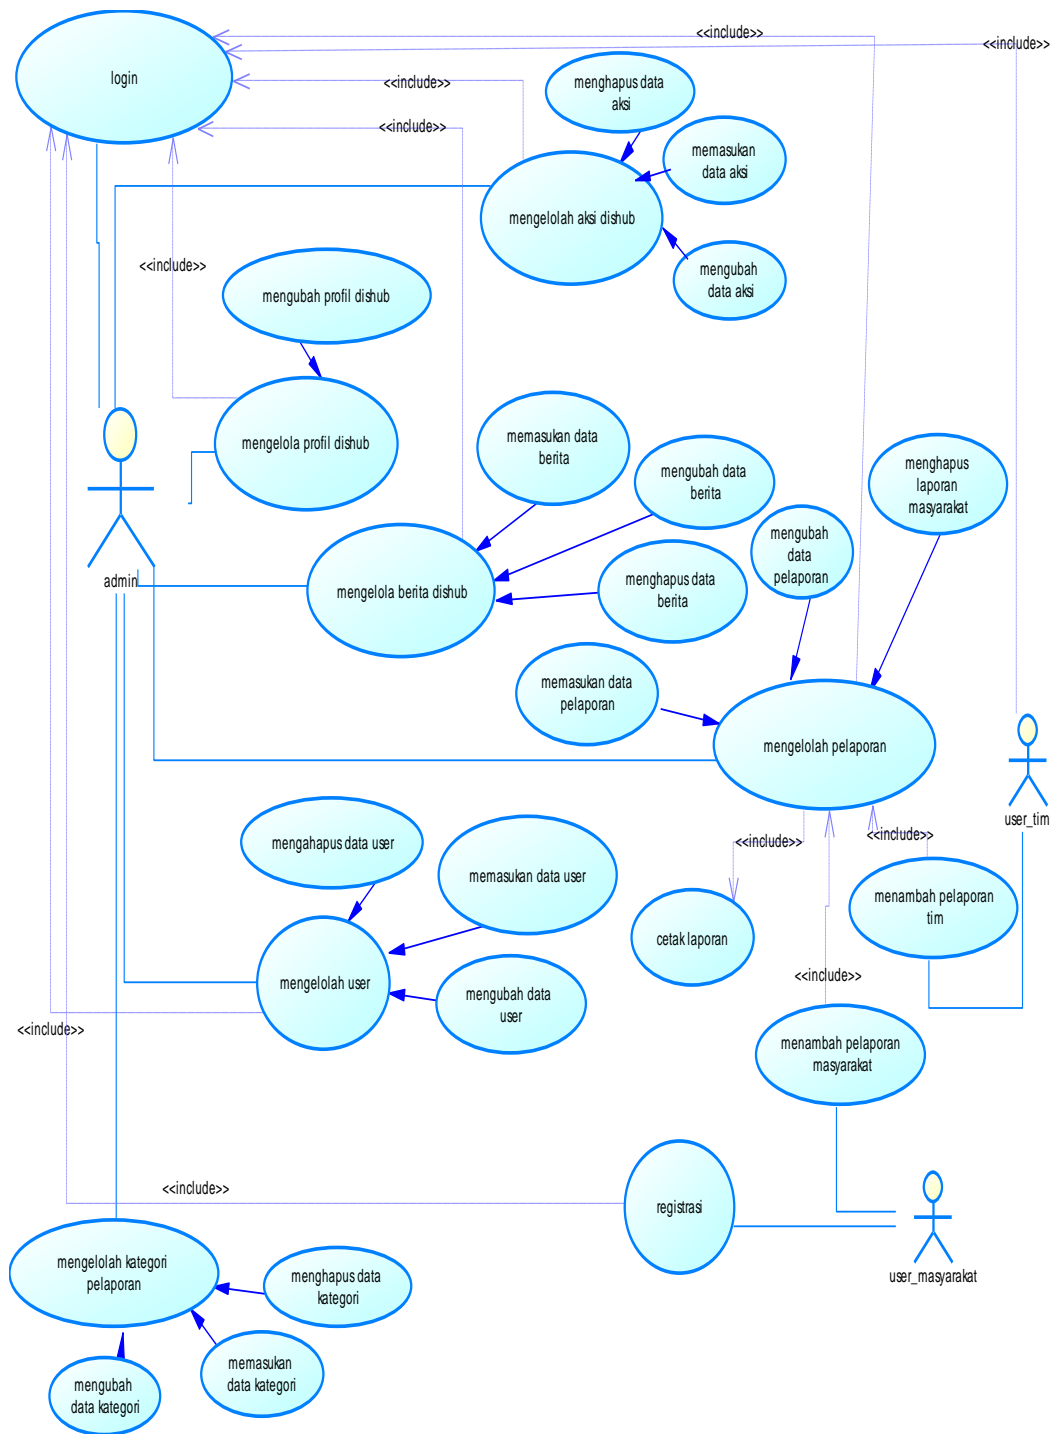 <<include>>
<<include>>
login
menghapus data
aksi
<<include>>
<<include>>
memasukan
data aksi
mengelolah aksi dishub
<<include>>
mengubah
data aksi
mengubah profil dishub
mengelola profil dishub
memasukan data
berita
mengubah data
berita
menghapus
laporan
masyarakat
mengubah
data
pelaporan
admin
mengelola berita dishub
menghapus data
berita
memasukan data
pelaporan
mengelolah pelaporan
user_tim
mengahapus data user
<<include>>
<<include>>
memasukan data user
menambah pelaporan
tim
cetak laporan
mengelolah user
<<include>>
mengubah data
user
<<include>>
menambah pelaporan
masyarakat
<<include>>
registrasi
user_masyarakat
mengelolah kategori
pelaporan
menghapus data
kategori
memasukan
data kategori
mengubah
data kategori